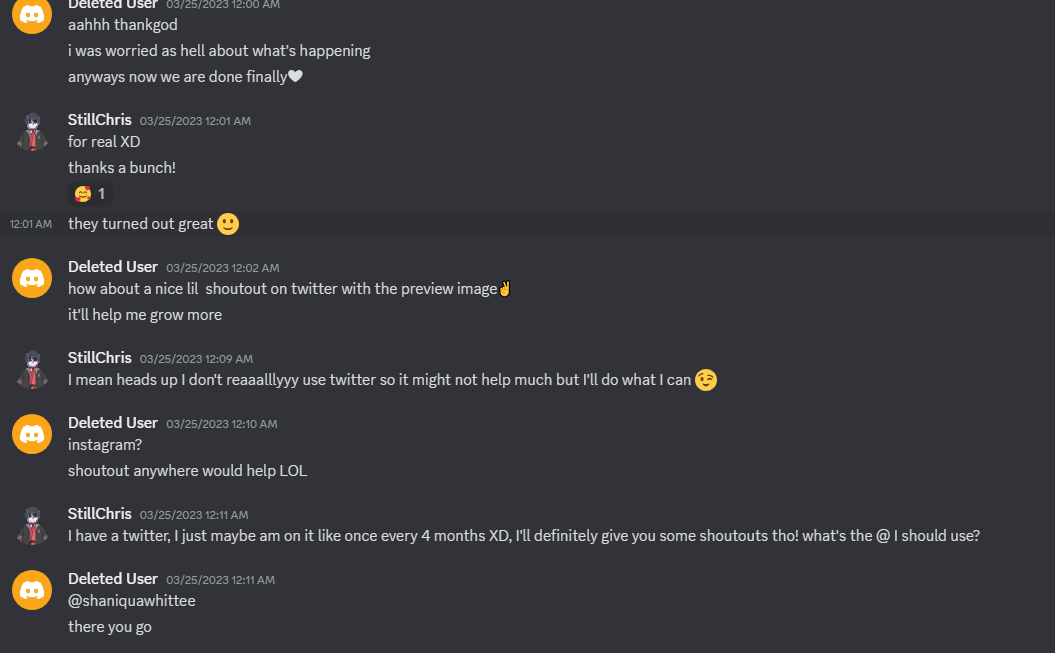 Deleted User 03/25/2023 12:00 AM
aahhh thankgod
i was worried as hell about what's happening
anyways now we are done finally🤍
StillChris 03/25/2023 12:01 AM
for real XD
thanks a bunch!
🥰 1
12:01 AM they turned out great 🙂
Deleted User 03/25/2023 12:02 AM
how about a nice lil  shoutout on twitter with the preview image✌
it'll help me grow more
StillChris 03/25/2023 12:09 AM
I mean heads up I don't reaaalllyyy use twitter so it might not help much but I'll do what I can 😉
Deleted User 03/25/2023 12:10 AM
instagram?
shoutout anywhere would help LOL
StillChris 03/25/2023 12:11 AM
I have a twitter, I just maybe am on it like once every 4 months XD, I'll definitely give you some shoutouts tho! what's the @ I should use?
Deleted User 03/25/2023 12:11 AM
@shaniquawhittee
there you go